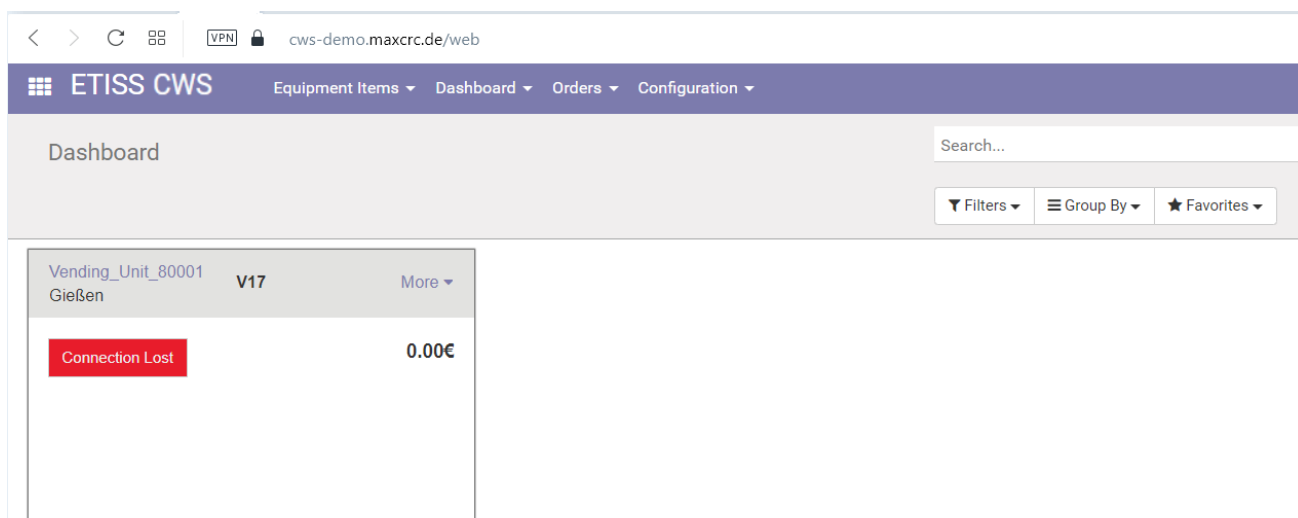 VPN cws-demo.maxcrc.de/web
ETISS CWS Equipment Items Dashboard Orders Configuration
Dashboard
Search...
Filters Group By Favorites
Vending_Unit_80001 V17 More
Gießen
Connection Lost 0.00€